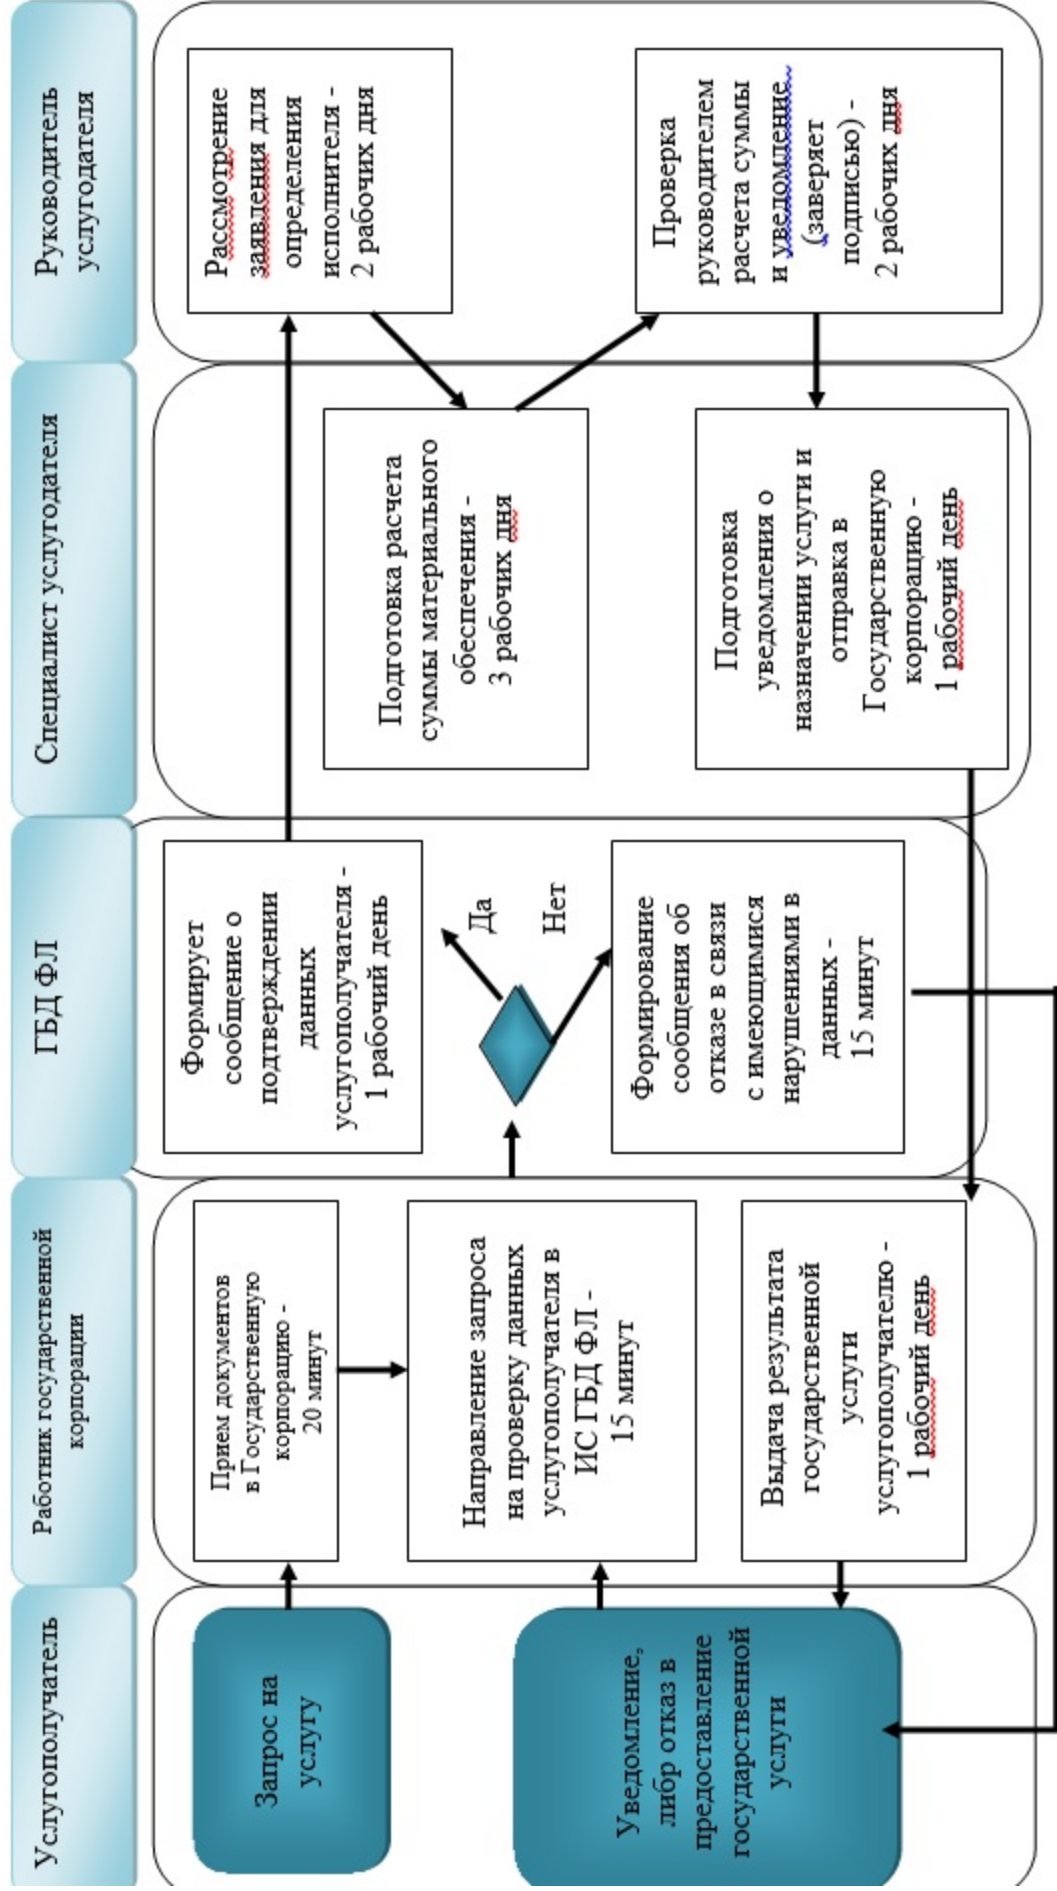 Услугополучатель
Работник государственной
корпорации
ГБД ФЛ
Специалист услугодателя
Руководитель
услугодателя
Запрос на
услугу
Прием документов
в Государственную
корпорацию -
20 минут
Формирует
сообщение о
подтверждении
данных
услугополучателя -
1 рабочий день
Рассмотрение
заявления для
определения
исполнителя -
2 рабочих дня
Направление запроса
на проверку данных
услугополучателя в
ИС ГБД ФЛ -
15 минут
Да
Нет
Подготовка расчета
суммы материального
обеспечения -
3 рабочих дня
Уведомление,
либр отказ в
предоставление
государственной
услуги
Выдача результата
государственной
услуги
услугополучателю -
1 рабочий день
Формирование
сообщения об
отказе в связи
с имеющимися
нарушениями в
данных -
15 минут
Подготовка
уведомления о
назначении услуги и
отправка в
Государственную
корпорацию -
1 рабочий день
Проверка
руководителем
расчета суммы
и уведомление
(заверяет
подписью) -
2 рабочих дня